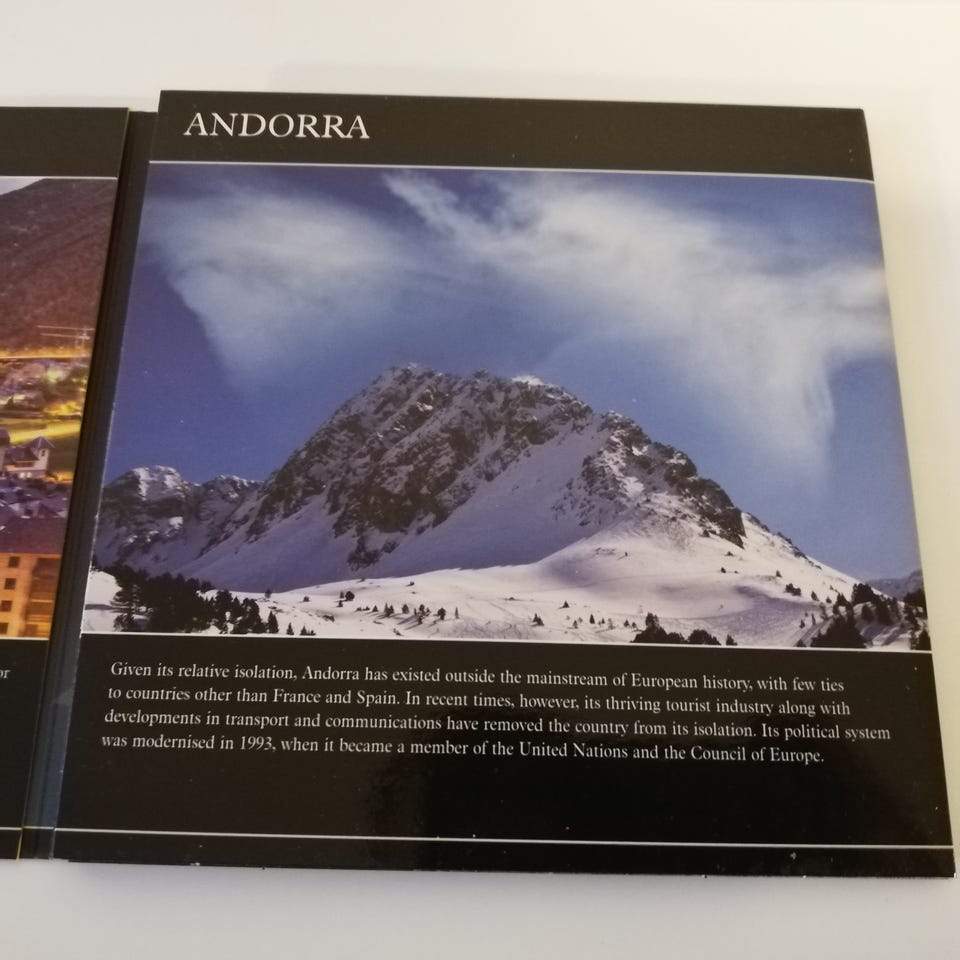 ANDORRA
or
Given its relative isolation, Andorra has existed outside the mainstream of European history, with few ties
to countries other than France and Spain. In recent times, however, its thriving tourist industry along with
developments in transport and communications have removed the country from its isolation. Its political system
was modernised in 1993, when it became a member of the United Nations and the Council of Europe.